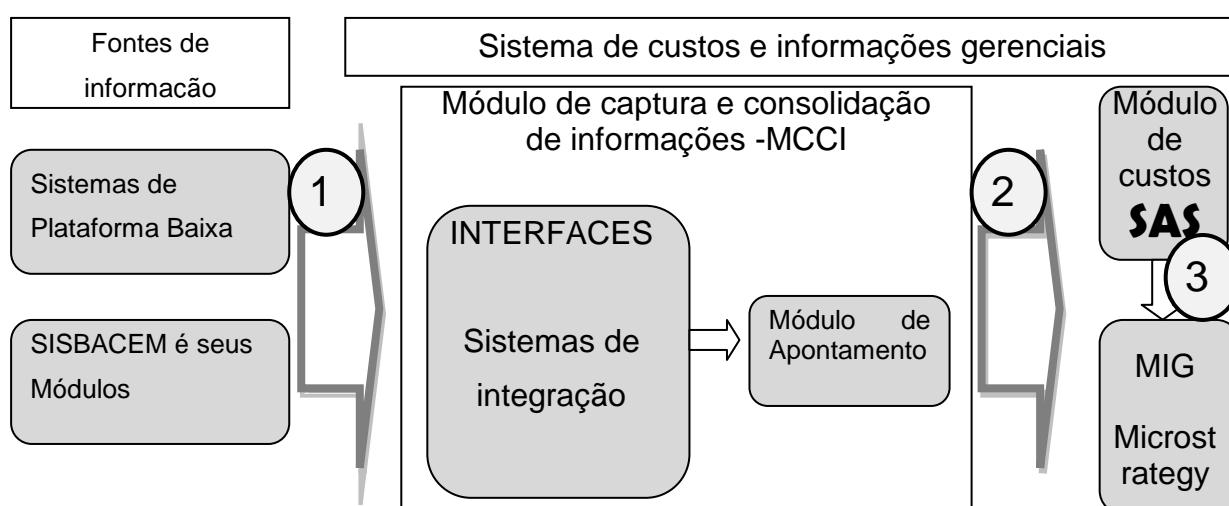 Fontes de
informacão
Sistema de custos e informações gerenciais
Sistemas de
Plataforma Baixa
SISBACEM é seus
Módulos
1
Módulo de captura e consolidação
de informações -MCCI
INTERFACES
Sistemas de
integração
Módulo de
Apontamento
2
Módulo
de
custos
SAS
3
MIG
Microst
rategy